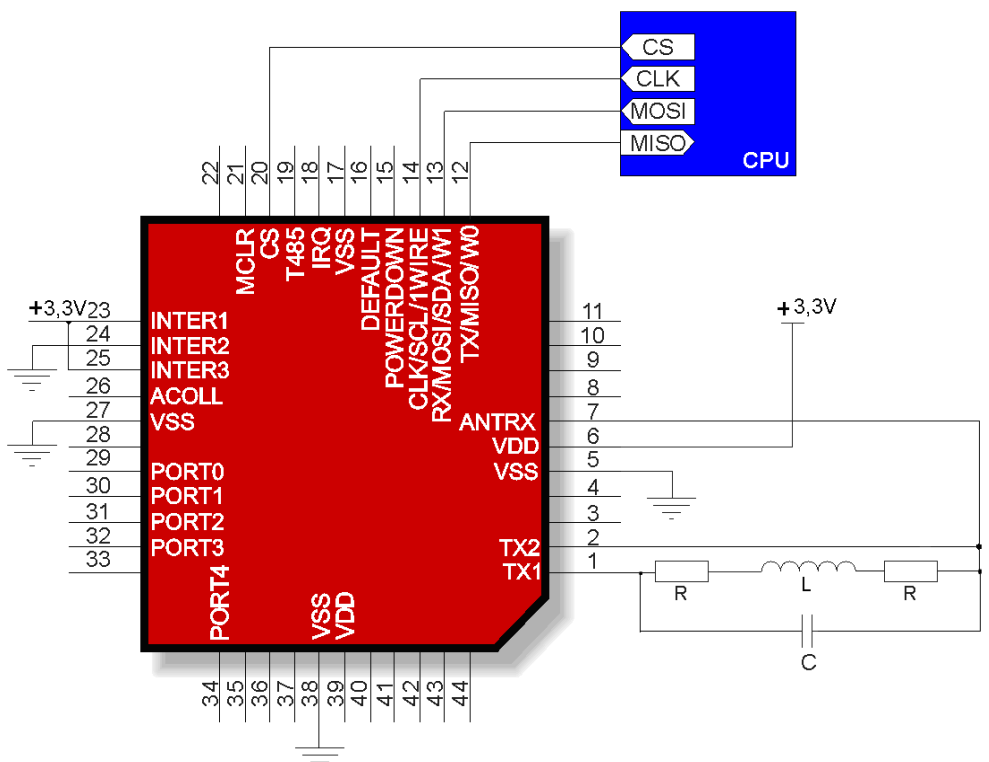 CS
CLK
MOSI
MISO
CPU
22
21
20
19
18
17
16
15
14
13
12
MCLR
CS
T485
IRQ
VSS
DEFAULT
POWERDOWN
CLK/SCL/1WIRE
RX/MOSI/SDA/W1
TX/MISO/W0
+3,3V
23
INTER1
24
INTER2
25
INTER3
26
ACOLL
27
VSS
28
29
PORT0
30
PORT1
31
PORT2
32
PORT3
33
11
10
9
8
7
ANTRX
6
VDD
5
VSS
4
3
2
TX2
1
TX1
+3,3V
R
L
R
C
PORT4
VSS
VDD
34
35
36
37
38
39
40
41
42
43
44